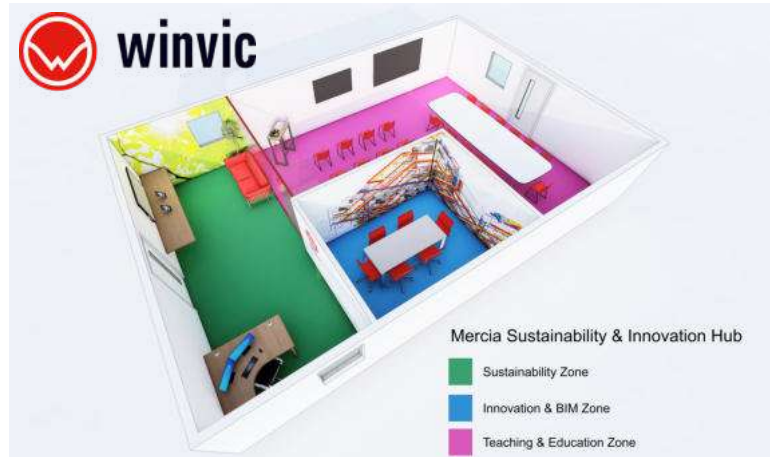 winvic
Mercia Sustainability & Innovation Hub
Sustainability Zone
Innovation & BIM Zone
Teaching & Education Zone